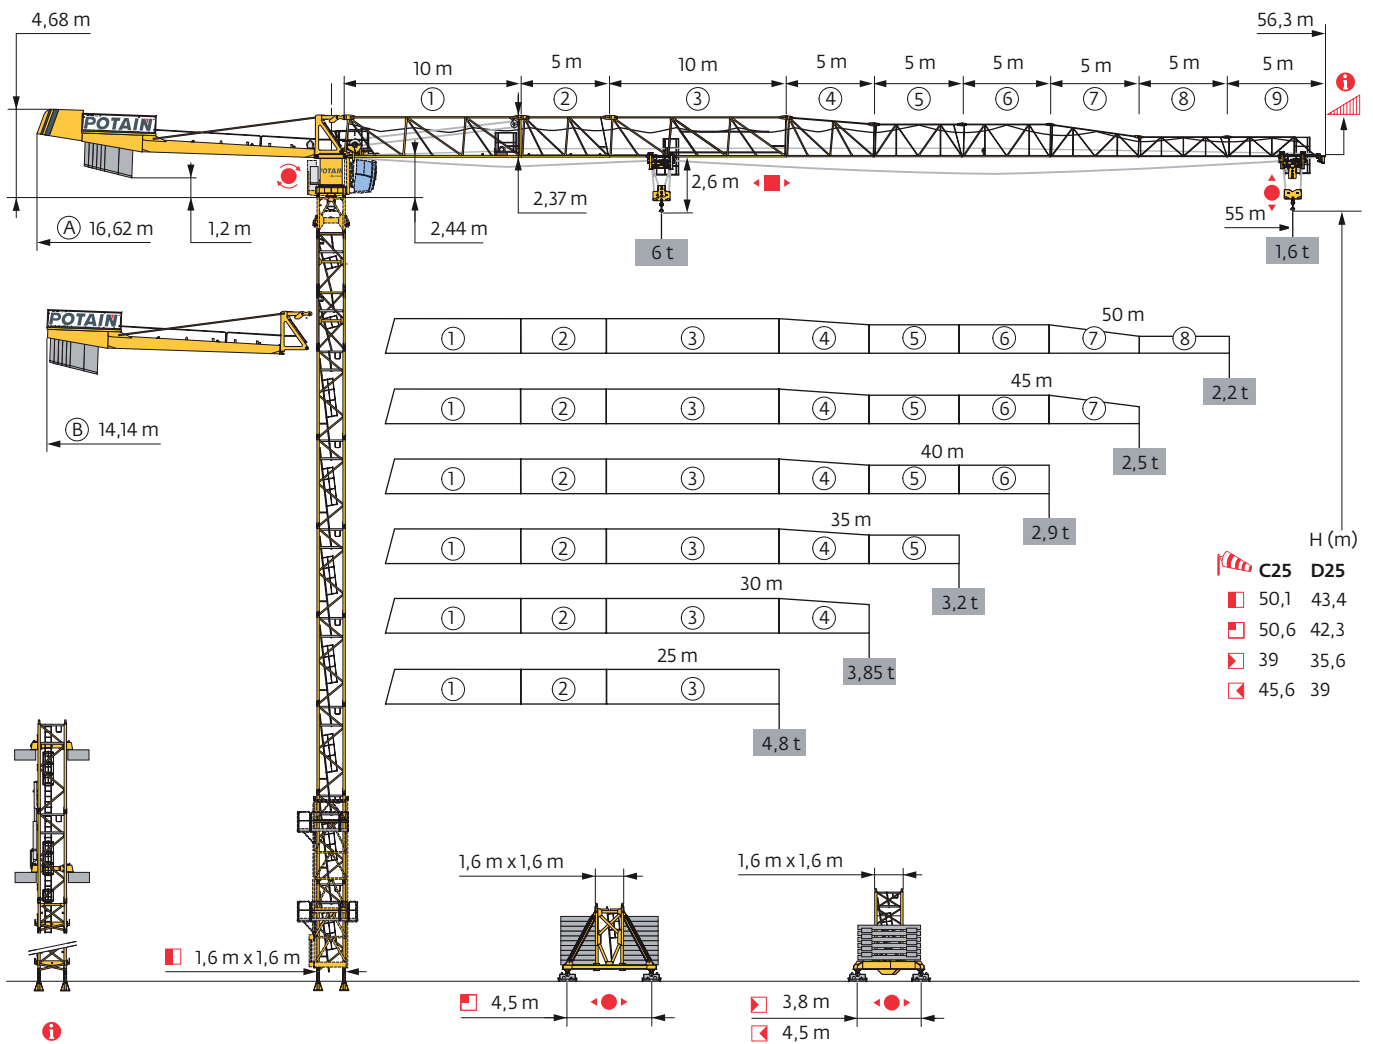 4,68 m
56,3 m
10 m 5 m 10 m 5 m 5 m 5 m 5 m 5 m 5 m
① ② ③ ④ ⑤ ⑥ ⑦ ⑧ ⑨
i
POTAIN
POTAIN
2,6 m
2,37 m
Ⓐ 16,62 m
1,2 m
2,44 m
55 m
6 t
1,6 t
POTAIN
Ⓑ 14,14 m
50 m
① ② ③ ④ ⑤ ⑥ ⑦ ⑧
2,2 t
45 m
① ② ③ ④ ⑤ ⑥ ⑦
2,5 t
40 m
① ② ③ ④ ⑤ ⑥
2,9 t
35 m
① ② ③ ④ ⑤
3,2 t
30 m
① ② ③ ④
3,85 t
25 m
① ② ③
4,8 t
H (m)
C25 D25
50,1 43,4
50,6 42,3
39 35,6
45,6 39
1,6 m x 1,6 m
1,6 m x 1,6 m
1,6 m x 1,6 m
4,5 m
3,8 m
4,5 m
i